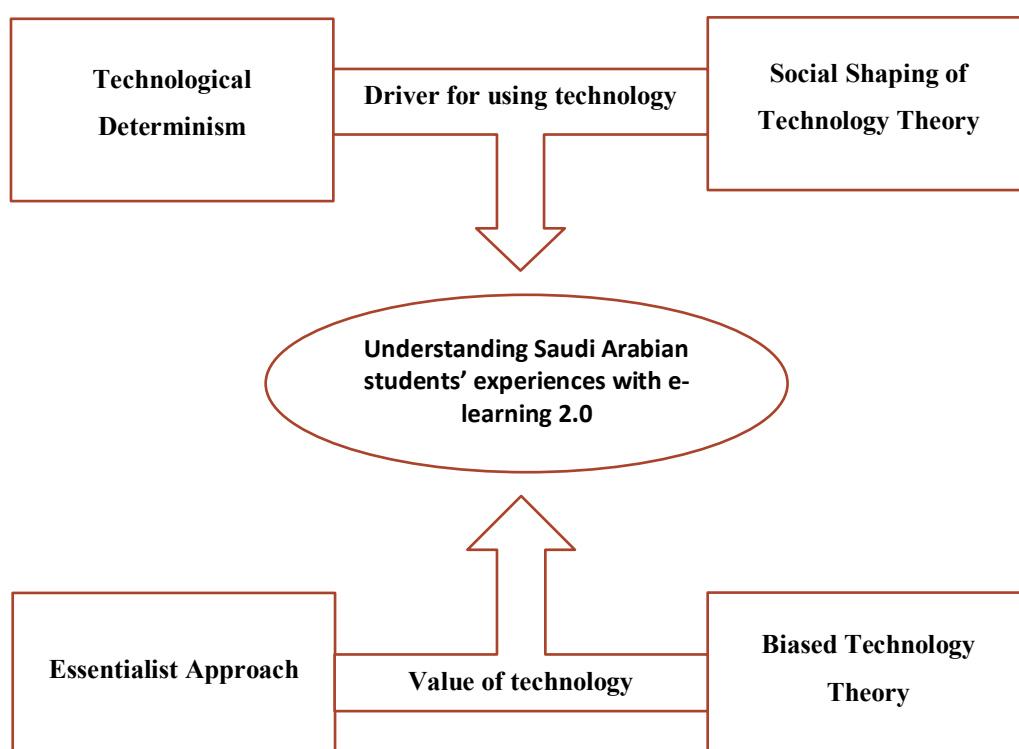 Technological
Determinism
Driver for using technology
Social Shaping of
Technology Theory
Understanding Saudi Arabian
students’ experiences with e-
learning 2.0
Essentialist Approach
Value of technology
Biased Technology
Theory